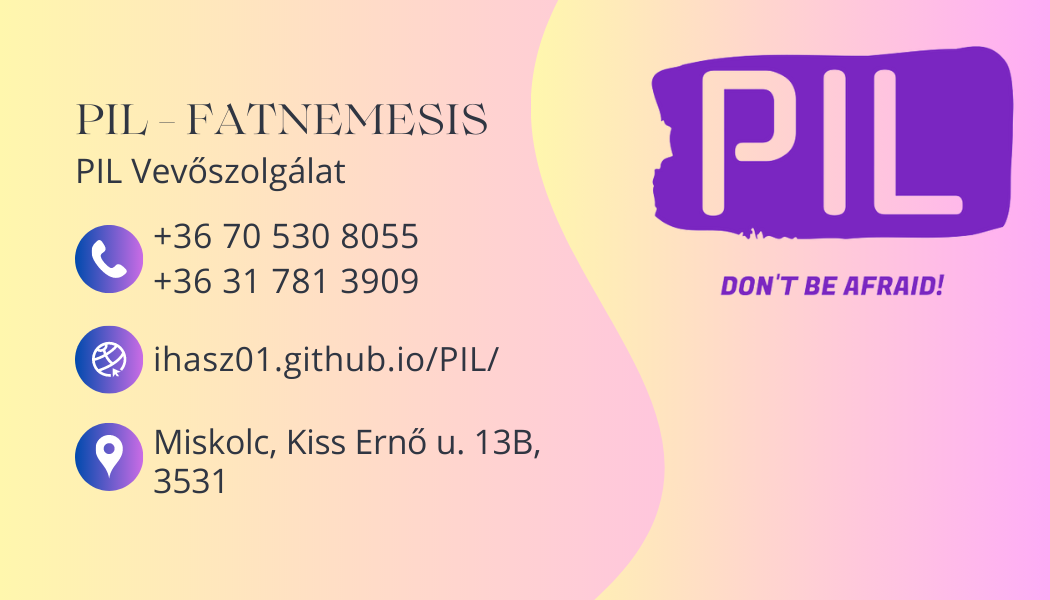 PIL – FATNEMESIS
PIL Vevőszolgálat
+36 70 530 8055
+36 31 781 3909
ihasz01.github.io/PIL/
Miskolc, Kiss Ernő u. 13B,
3531
PIL
DON'T BE AFRAID!